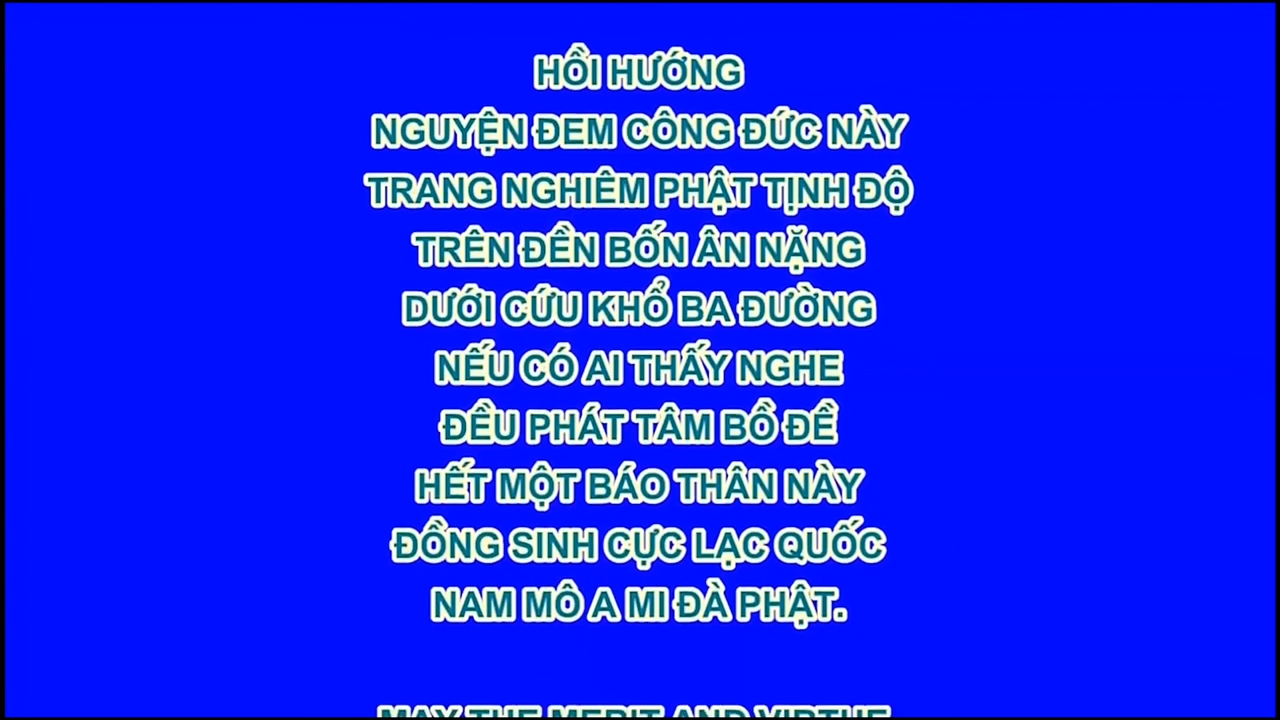 HỒI HƯỚNG
NGUYỆN ĐEM CÔNG ĐỨC NÀY
TRANG NGHIÊM PHẬT TỊNH ĐỘ
TRÊN ĐỀN BỐN ÂN NẶNG
DƯỚI CỨU KHỔ BA ĐƯỜNG
NẾU CÓ AI THẤY NGHE
ĐỀU PHÁT TÂM BỒ ĐỀ
HẾT MỘT BÁO THÂN NÀY
ĐỒNG SINH CỰC LẠC QUỐC
NAM MÔ A MI ĐÀ PHẬT.
MAY THE MERIT AND VIRTUE